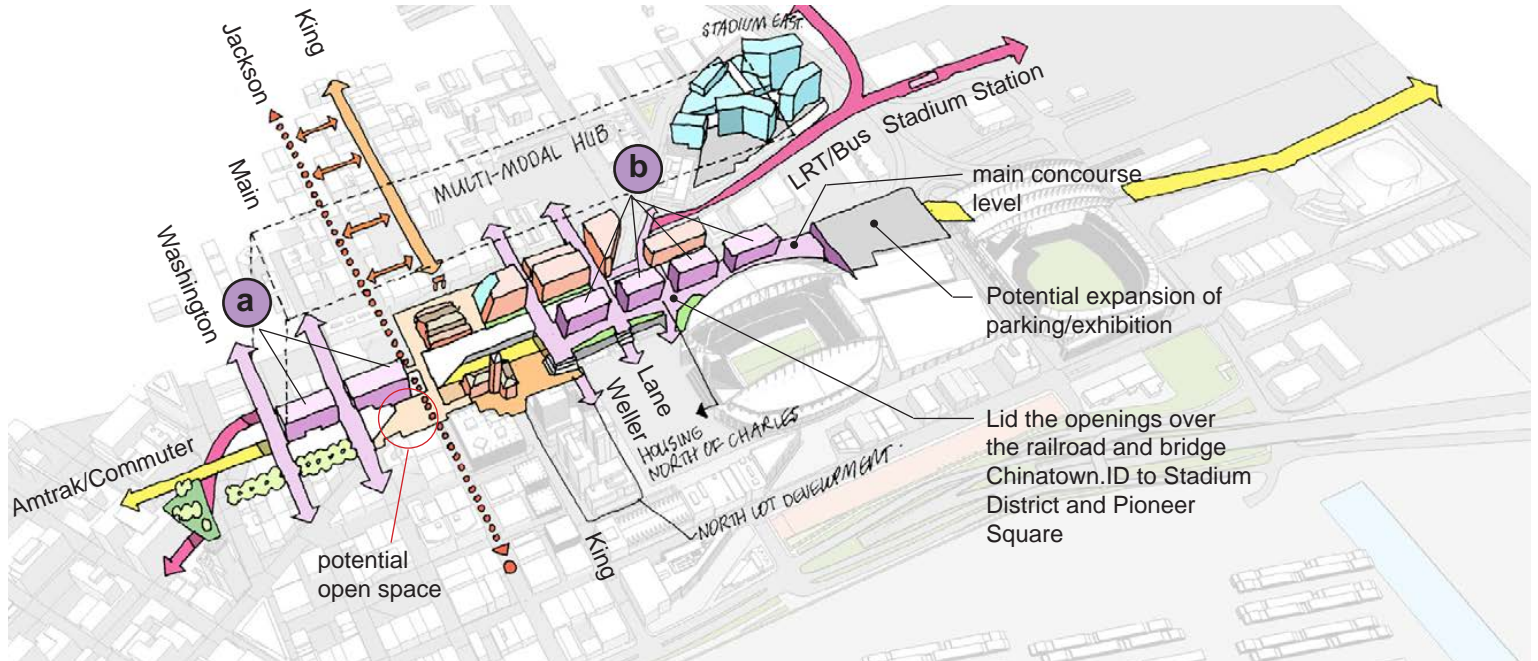 King
Jackson
Main
Washington
STADIUM EAST.
MULTI-MODAL HUB.
a
b
LRT/Bus Stadium Station
main concourse
level
Potential expansion of
parking/exhibition
Lid the openings over
the railroad and bridge
Chinatown.ID to Stadium
District and Pioneer
Square
Lane
Weller
King
HOUSING
NORTH OF CHARLES
NORTH LOT DEVELOPMENT.
Amtrak/Commuter
potential
open space